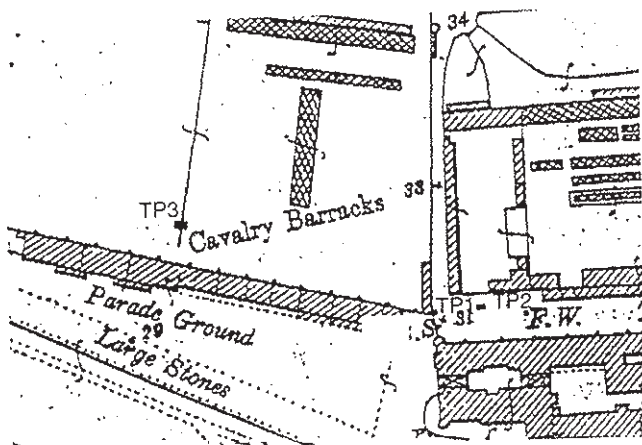 34
33
TP3
Cavalry Barracks
TP1
TP2
31
F.W.
Parade Ground
29
Large Stones